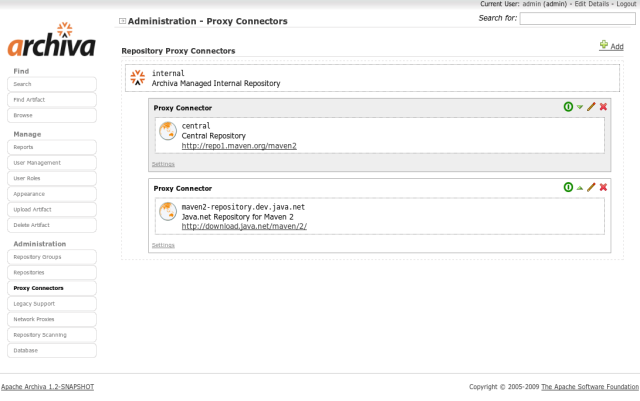 Current User: admin (admin) - Edit Details - Logout
archiva
Administration - Proxy Connectors
Search for:
Find
Search
Find Artifact
Browse
Manage
Reports
User Management
User Roles
Appearance
Upload Artifact
Delete Artifact
Administration
Repository Groups
Repositories
Proxy Connectors
Legacy Support
Network Proxies
Repository Scanning
Database
Repository Proxy Connectors
Add
internal
Archiva Managed Internal Repository
Proxy Connector
central
Central Repository
http://repo1.maven.org/maven2
Settings
Proxy Connector
maven2-repository.dev.java.net
Java.net Repository for Maven 2
http://download.java.net/maven/2/
Settings
Apache Archiva 1.2-SNAPSHOT
Copyright © 2005-2009 The Apache Software Foundation